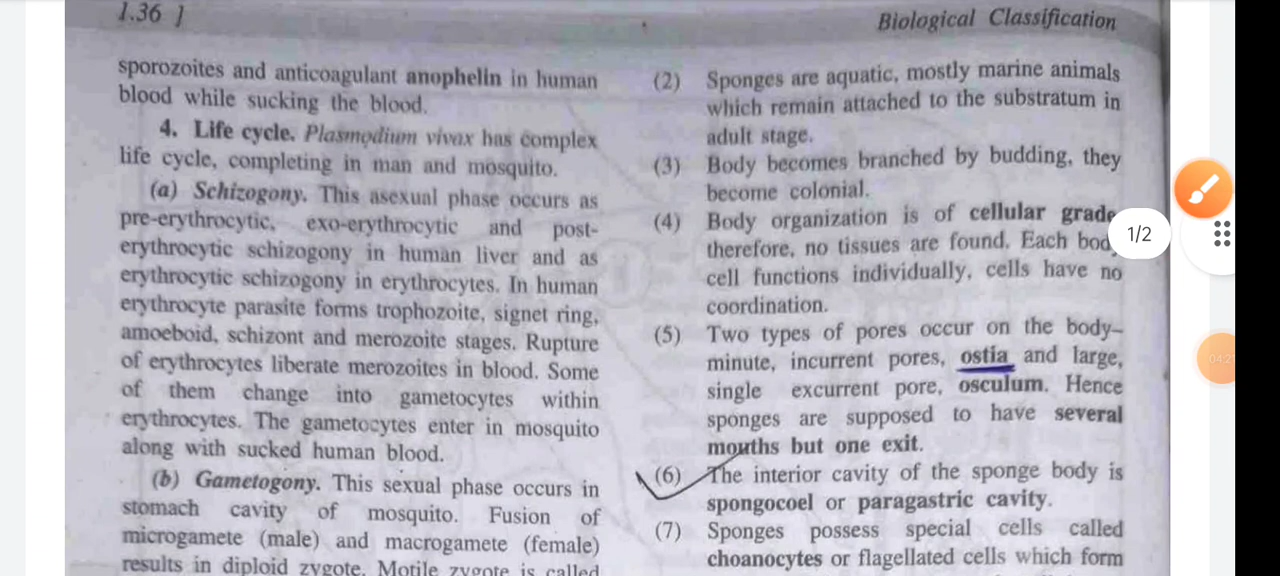 1.36 ]
Biological Classification
sporozoites and anticoagulant anophelin in human
blood while sucking the blood.
4. Life cycle. Plasmodium vivax has complex
life cycle, completing in man and mosquito.
(a) Schizogony. This asexual phase occurs as
pre-erythrocytic, exo-erythrocytic and post-
erythrocytic schizogony in human liver and as
erythrocytic schizogony in erythrocytes. In human
erythrocyte parasite forms trophozoite, signet ring,
amoeboid, schizont and merozoite stages. Rupture
of erythrocytes liberate merozoites in blood. Some
of them change into gametocytes within
erythrocytes. The gametocytes enter in mosquito
along with sucked human blood.
(b) Gametogony. This sexual phase occurs in
stomach cavity of mosquito. Fusion of
microgamete (male) and macrogamete (female)
results in diploid zygote. Motile zygote is called
(2) Sponges are aquatic, mostly marine animals
which remain attached to the substratum in
adult stage.
(3) Body becomes branched by budding, they
become colonial.
(4) Body organization is of cellular grade
therefore, no tissues are found. Each bod
cell functions individually, cells have no
coordination.
(5) Two types of pores occur on the body–
minute, incurrent pores, ostia and large,
single excurrent pore, osculum. Hence
sponges are supposed to have several
mouths but one exit.
(6) The interior cavity of the sponge body is
spongocoel or paragastric cavity.
(7) Sponges possess special cells called
choanocytes or flagellated cells which form
1/2